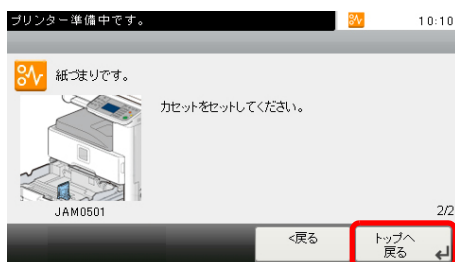 プリンター準備中です。
10:10
紙づまりです。
カセットをセットしてください。
JAM0501
2/2
<戻る
トップへ
戻る